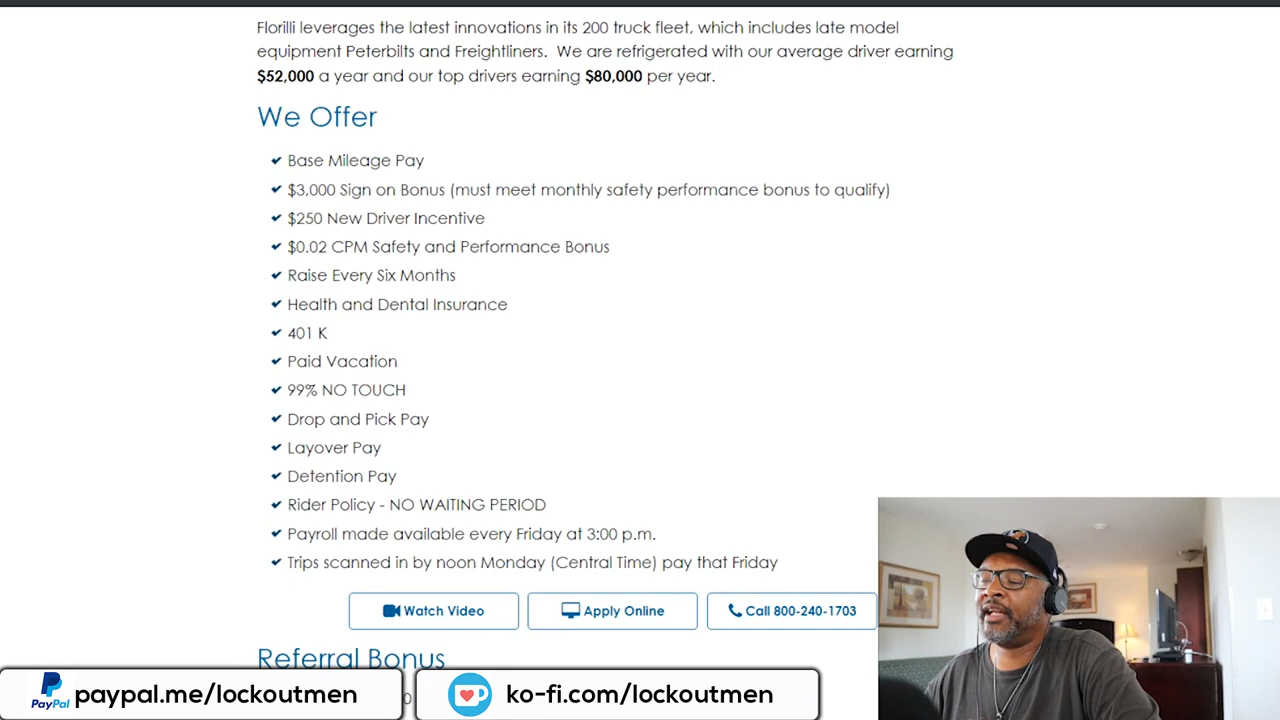 Florilli leverages the latest innovations in its 200 truck fleet, which includes late model
equipment Peterbilts and Freightliners. We are refrigerated with our average driver earning
$52,000 a year and our top drivers earning $80,000 per year.
We Offer
Base Mileage Pay
$3,000 Sign on Bonus (must meet monthly safety performance bonus to qualify)
$250 New Driver Incentive
$0.02 CPM Safety and Performance Bonus
Raise Every Six Months
Health and Dental Insurance
401 K
Paid Vacation
99% NO TOUCH
Drop and Pick Pay
Layover Pay
Detention Pay
Rider Policy - NO WAITING PERIOD
Payroll made available every Friday at 3:00 p.m.
Trips scanned in by noon Monday (Central Time) pay that Friday
Watch Video
Apply Online
Call 800-240-1703
Referral Bonus
PayPal
paypal.me/lockoutmen
ko-fi.com/lockoutmen